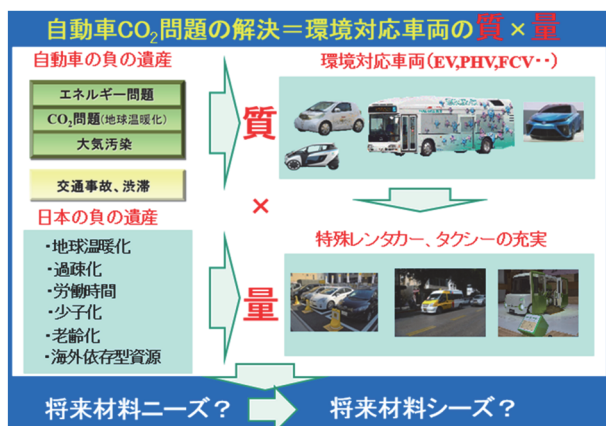 自動車CO₂問題の解決＝環境対応車両の質×量
自動車の負の遺産
エネルギー問題
CO₂問題(地球温暖化)
大気汚染
交通事故、渋滞
日本の負の遺産
・地球温暖化
・過疎化
・労働時間
・少子化
・老齢化
・海外依存型資源
質
×
量
環境対応車両(EV,PHV,FCV‥)
特殊レンタカー、タクシーの充実
将来材料ニーズ？
将来材料シーズ？